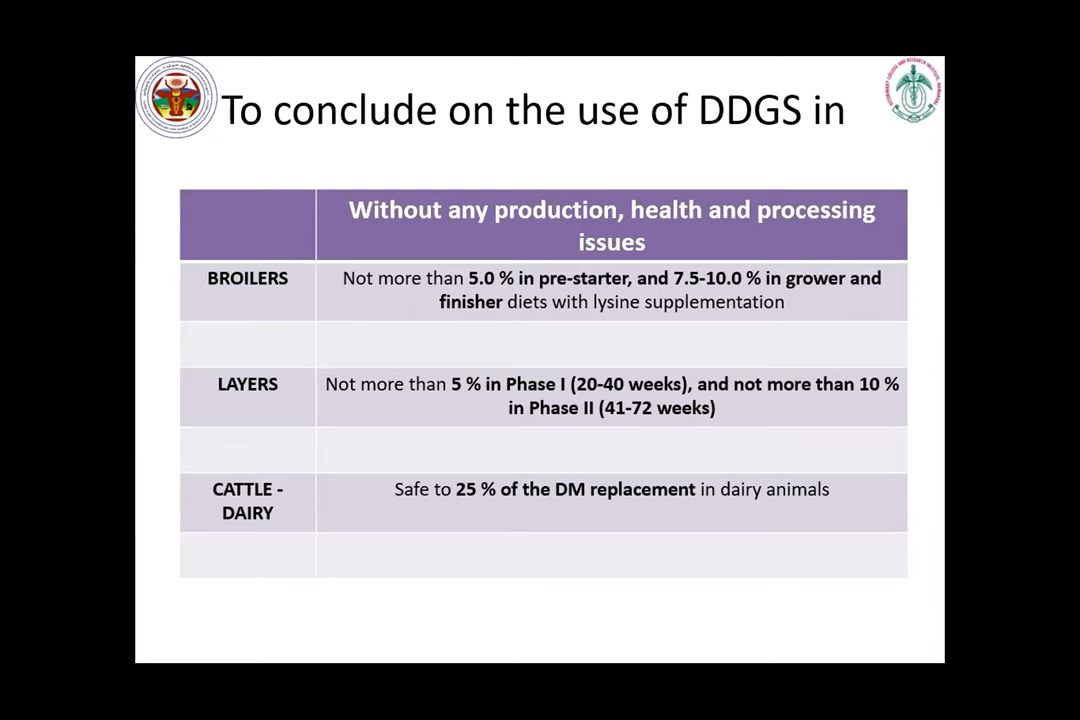 To conclude on the use of DDGS in
Without any production, health and processing
issues
BROILERS
Not more than 5.0 % in pre-starter, and 7.5-10.0 % in grower and
finisher diets with lysine supplementation
LAYERS
Not more than 5 % in Phase I (20-40 weeks), and not more than 10 %
in Phase II (41-72 weeks)
CATTLE -
DAIRY
Safe to 25 % of the DM replacement in dairy animals